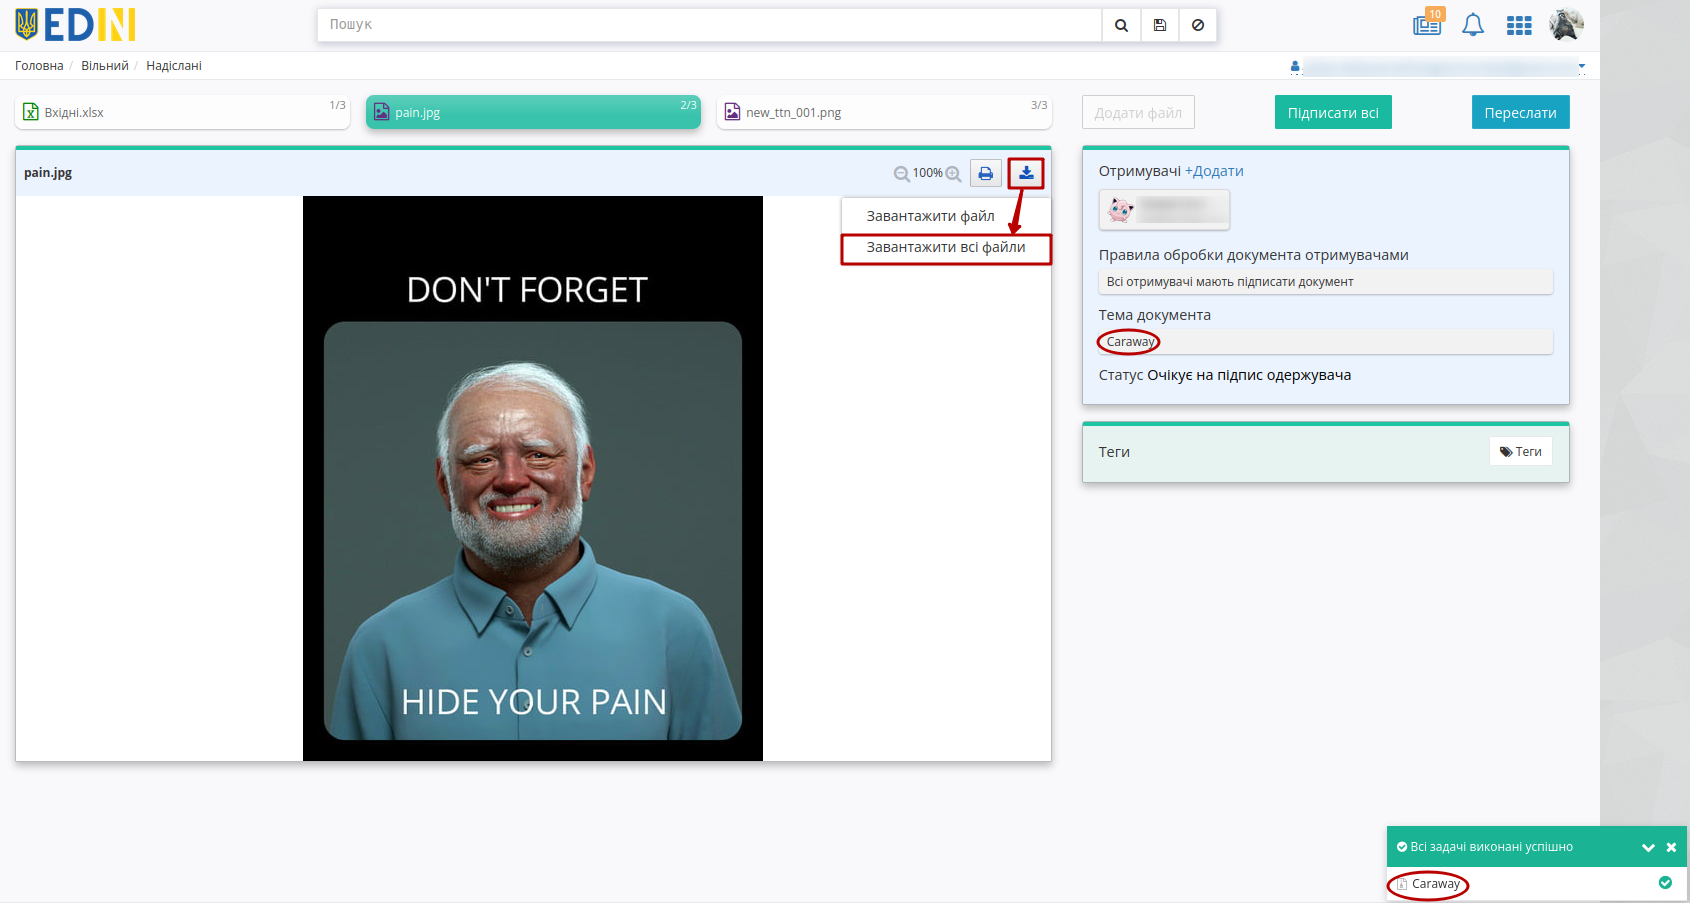 EDIN
Пошук
10
Головна / Вільний / Надіслані
Вхідні.xlsx 1/3
pain.jpg 2/3
new_ttn_001.png 3/3
Додати файл
Підписати всі
Переслати
pain.jpg
100%
Завантажити файл
Завантажити всі файли
DON'T FORGET
HIDE YOUR PAIN
Отримувачі +Додати
Правила обробки документа отримувачами
Всі отримувачі мають підписати документ
Тема документа
Caraway
Статус Очікує на підпис одержувача
Теги
Теги
Всі задачі виконані успішно
Caraway